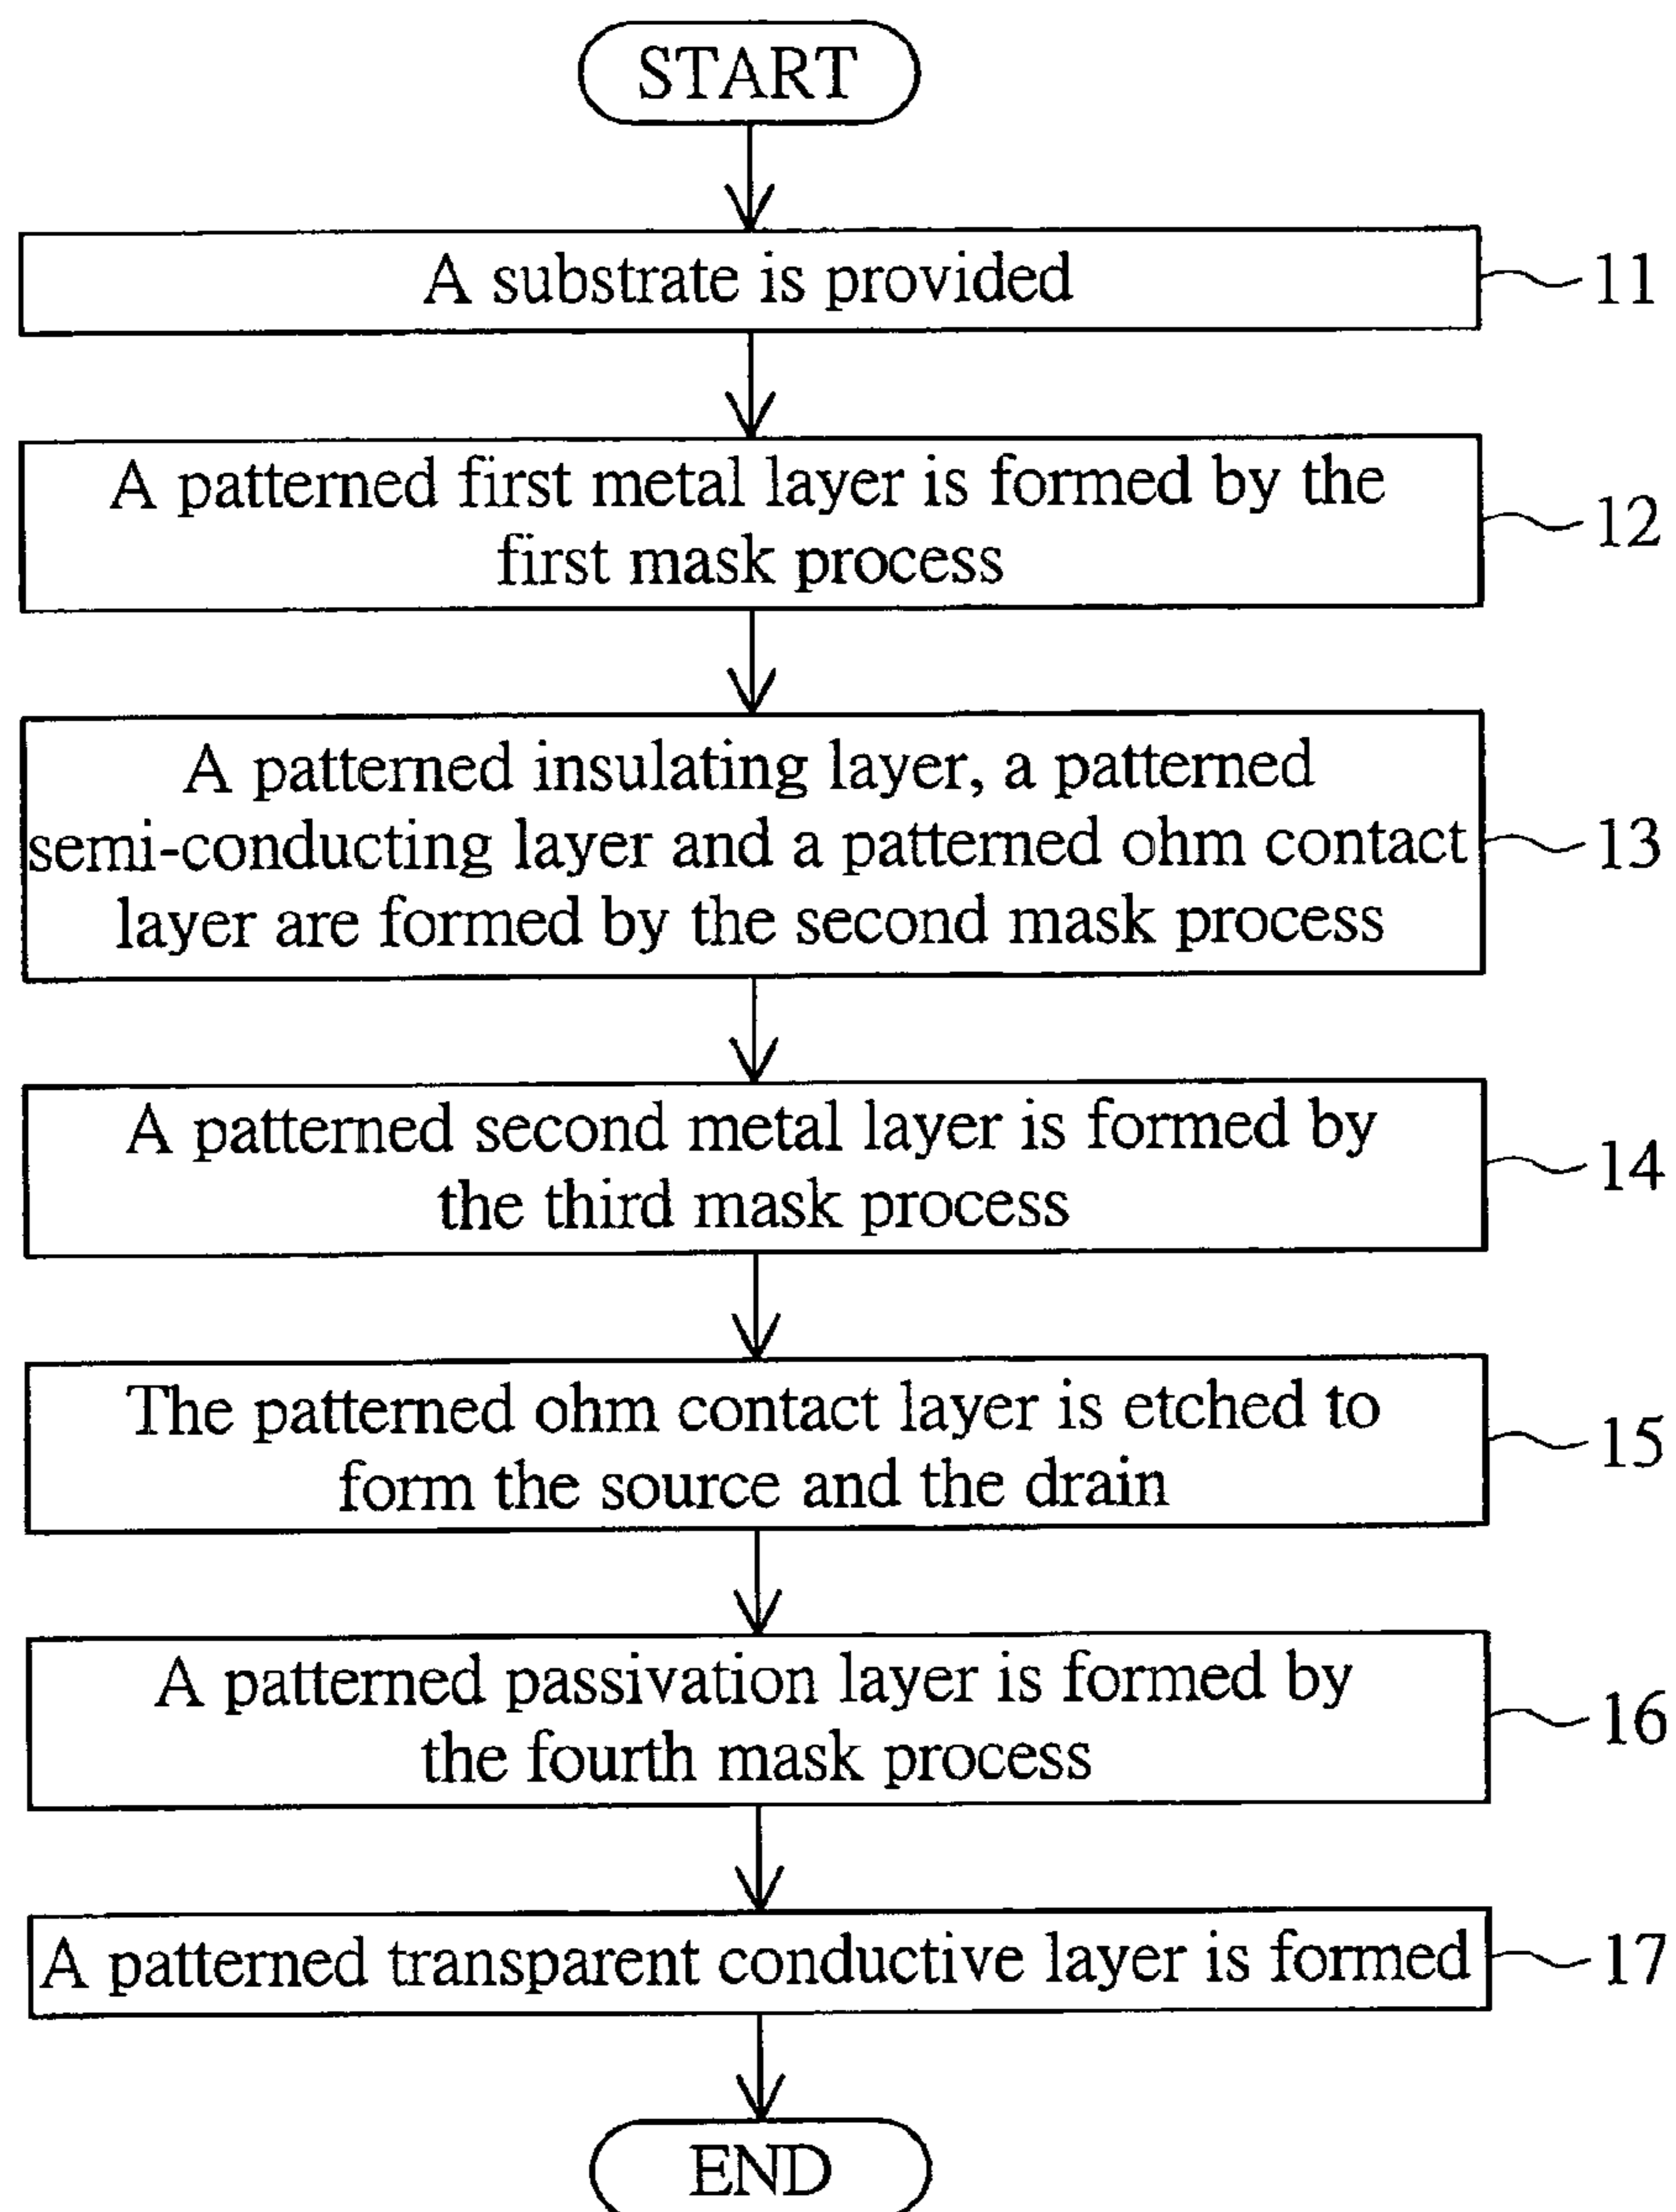 START
A substrate is provided
11
A patterned first metal layer is formed by the
first mask process
12
A patterned insulating layer, a patterned
semi-conducting layer and a patterned ohm contact
layer are formed by the second mask process
13
A patterned second metal layer is formed by
the third mask process
14
The patterned ohm contact layer is etched to
form the source and the drain
15
A patterned passivation layer is formed by
the fourth mask process
16
A patterned transparent conductive layer is formed
17
END